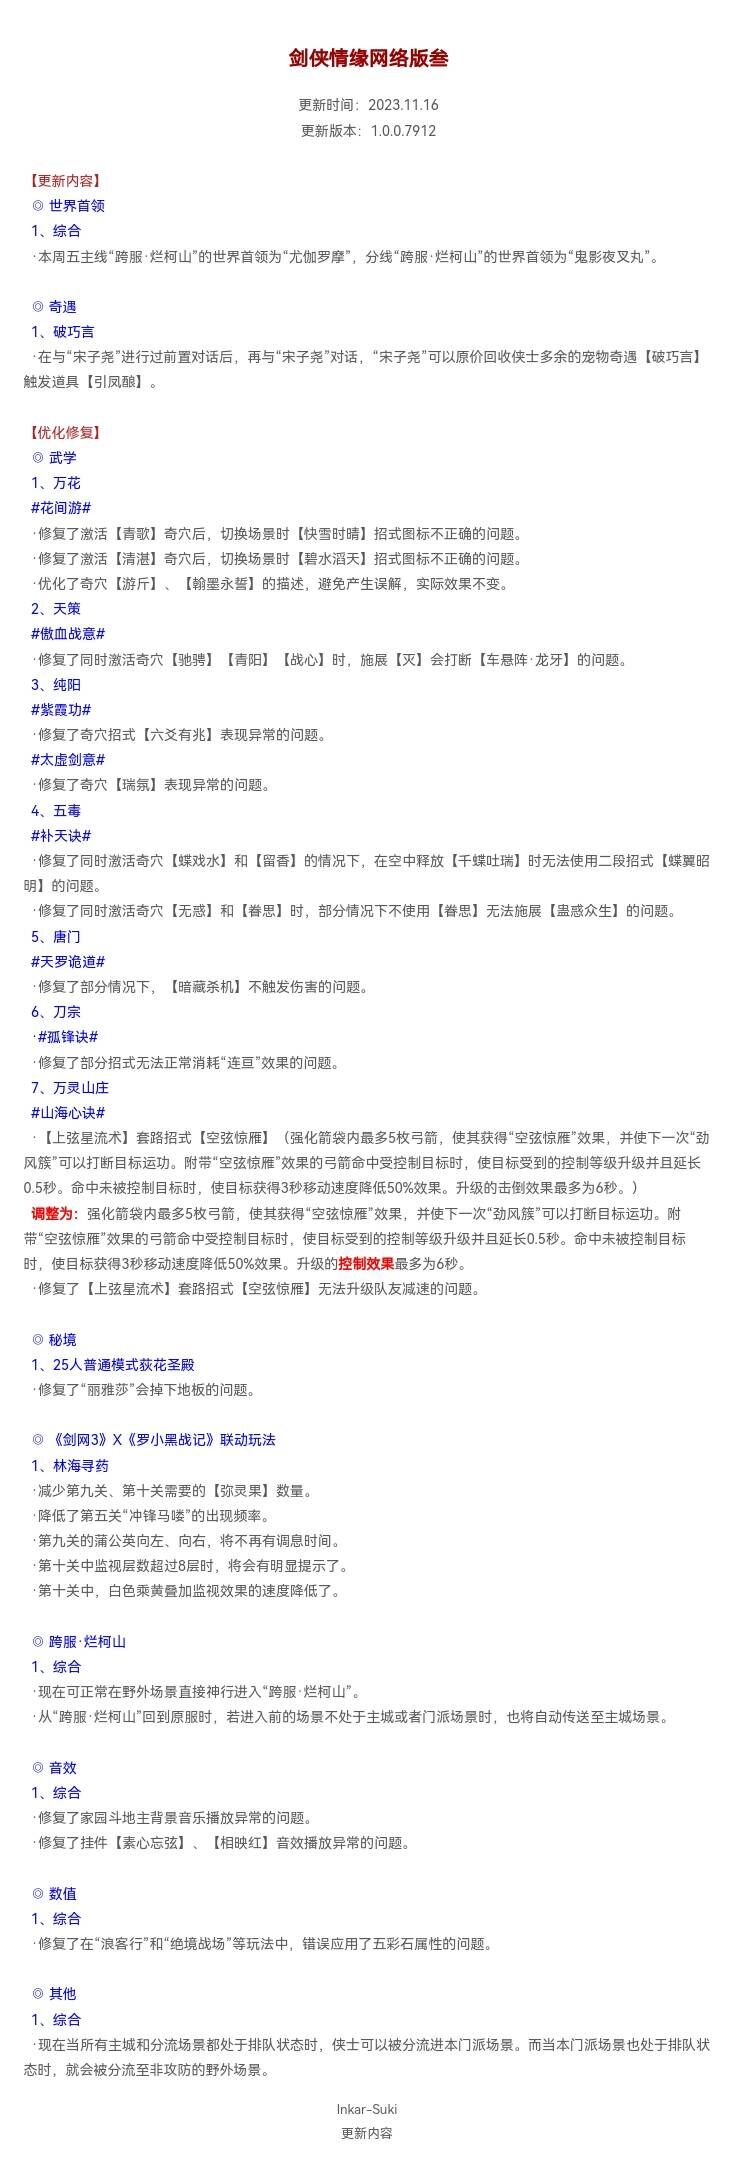 剑侠情缘网络版叁
更新时间：2023.11.16
更新版本：1.0.0.7912
【更新内容】
◎ 世界首领
1、综合
·本周五主线“跨服·烂柯山”的世界首领为“尤伽罗摩”，分线“跨服·烂柯山”的世界首领为“鬼影夜叉丸”。
◎ 奇遇
1、破巧言
·在与“宋子尧”进行过前置对话后，再与“宋子尧”对话，“宋子尧”可以原价回收侠士多余的宠物奇遇【破巧言】
触发道具【引凤酿】。
【优化修复】
◎ 武学
1、万花
#花间游#
·修复了激活【青歌】奇穴后，切换场景时【快雪时晴】招式图标不正确的问题。
·修复了激活【清湛】奇穴后，切换场景时【碧水滔天】招式图标不正确的问题。
·优化了奇穴【游斤】、【翰墨永誓】的描述，避免产生误解，实际效果不变。
2、天策
#傲血战意#
·修复了同时激活奇穴【驰骋】【青阳】【战心】时，施展【灭】会打断【车悬阵·龙牙】的问题。
3、纯阳
#紫霞功#
·修复了奇穴招式【六爻有兆】表现异常的问题。
#太虚剑意#
·修复了奇穴【瑞氛】表现异常的问题。
4、五毒
#补天诀#
·修复了同时激活奇穴【蝶戏水】和【留香】的情况下，在空中释放【千蝶吐瑞】时无法使用二段招式【蝶翼昭
明】的问题。
·修复了同时激活奇穴【无惑】和【眷思】时，部分情况下不使用【眷思】无法施展【蛊惑众生】的问题。
5、唐门
#天罗诡道#
·修复了部分情况下，【暗藏杀机】不触发伤害的问题。
6、刀宗
·#孤锋诀#
·修复了部分招式无法正常消耗“连亘”效果的问题。
7、万灵山庄
#山海心诀#
·【上弦星流术】套路招式【空弦惊雁】（强化箭袋内最多5枚弓箭，使其获得“空弦惊雁”效果，并使下一次“劲
风簇”可以打断目标运功。附带“空弦惊雁”效果的弓箭命中受控制目标时，使目标受到的控制等级升级并且延长
0.5秒。命中未被控制目标时，使目标获得3秒移动速度降低50%效果。升级的击倒效果最多为6秒。）
调整为：强化箭袋内最多5枚弓箭，使其获得“空弦惊雁”效果，并使下一次“劲风簇”可以打断目标运功。附
带“空弦惊雁”效果的弓箭命中受控制目标时，使目标受到的控制等级升级并且延长0.5秒。命中未被控制目标
时，使目标获得3秒移动速度降低50%效果。升级的控制效果最多为6秒。
·修复了【上弦星流术】套路招式【空弦惊雁】无法升级队友减速的问题。
◎ 秘境
1、25人普通模式荻花圣殿
·修复了“丽雅莎”会掉下地板的问题。
◎ 《剑网3》X《罗小黑战记》联动玩法
1、林海寻药
·减少第九关、第十关需要的【弥灵果】数量。
·降低了第五关“冲锋马喽”的出现频率。
·第九关的蒲公英向左、向右，将不再有调息时间。
·第十关中监视层数超过8层时，将会有明显提示了。
·第十关中，白色乘黄叠加监视效果的速度降低了。
◎ 跨服·烂柯山
1、综合
·现在可正常在野外场景直接神行进入“跨服·烂柯山”。
·从“跨服·烂柯山”回到原服时，若进入前的场景不处于主城或者门派场景时，也将自动传送至主城场景。
◎ 音效
1、综合
·修复了家园斗地主背景音乐播放异常的问题。
·修复了挂件【素心忘弦】、【相映红】音效播放异常的问题。
◎ 数值
1、综合
·修复了在“浪客行”和“绝境战场”等玩法中，错误应用了五彩石属性的问题。
◎ 其他
1、综合
·现在当所有主城和分流场景都处于排队状态时，侠士可以被分流进本门派场景。而当本门派场景也处于排队状
态时，就会被分流至非攻防的野外场景。
Inkar-Suki
更新内容